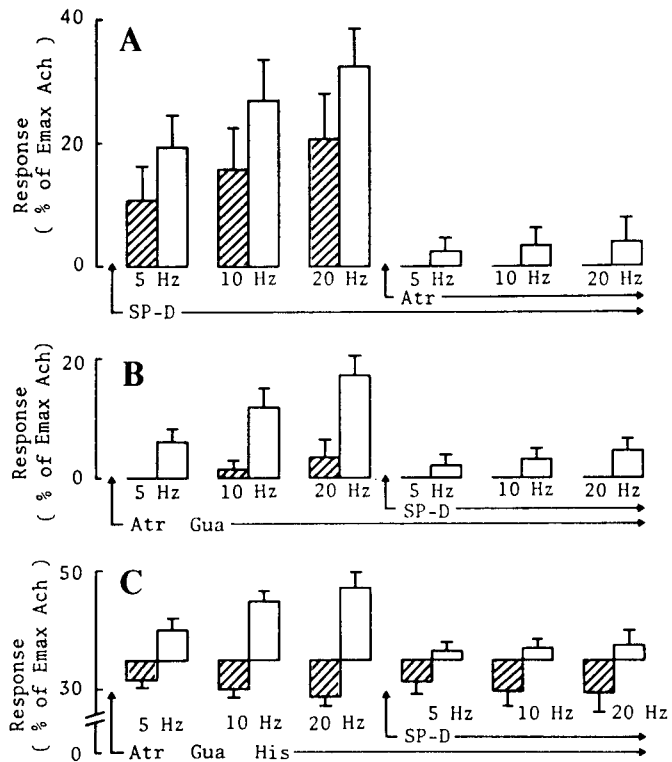 40
A
Response
( % of Emax Ach )
20
0
5 Hz 10 Hz 20 Hz 5 Hz 10 Hz 20 Hz
Atr
SP-D
20
B
Response
( % of Emax Ach)
0
5 Hz 10 Hz 20 Hz 5 Hz 10 Hz 20 Hz
SP-D
Atr Gua
50
C
Response
( % of Emax Ach)
30
5 Hz 10 Hz 20 Hz 5 Hz 10 Hz 20 Hz
SP-D
0
Atr Gua His